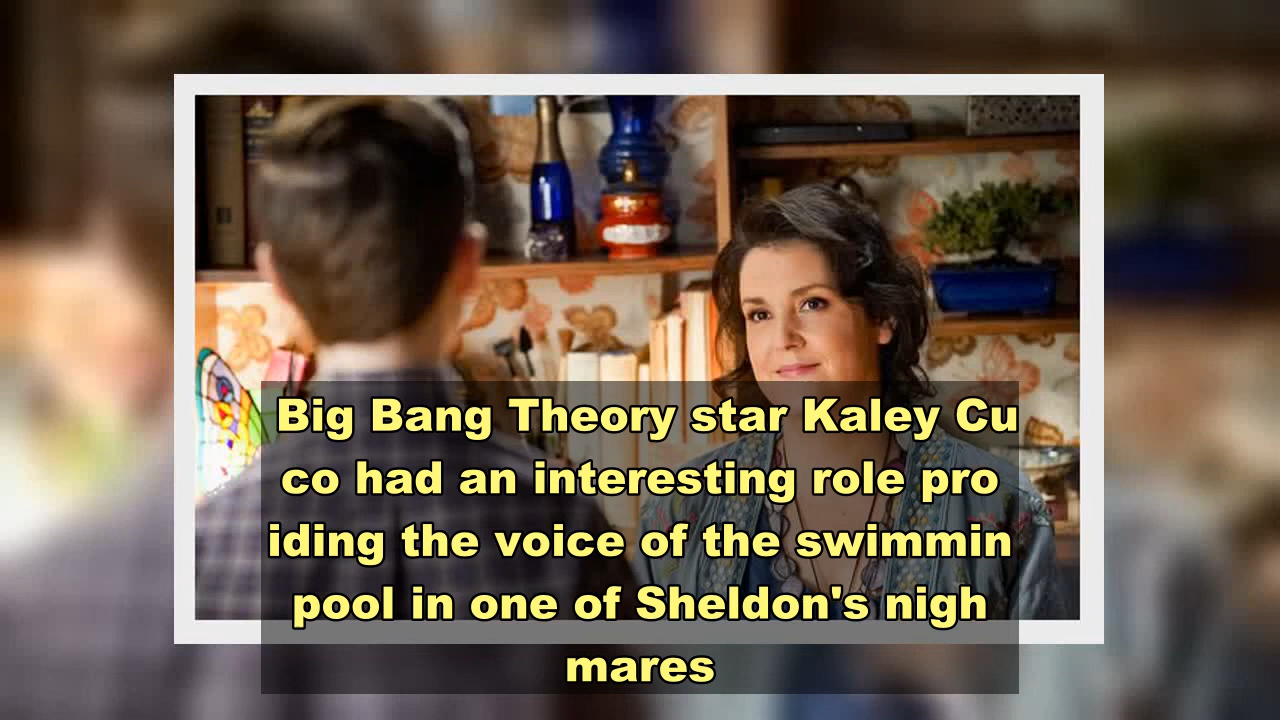 Big Bang Theory star Kaley Cu
co had an interesting role pro
iding the voice of the swimmin
pool in one of Sheldon's nigh
mares